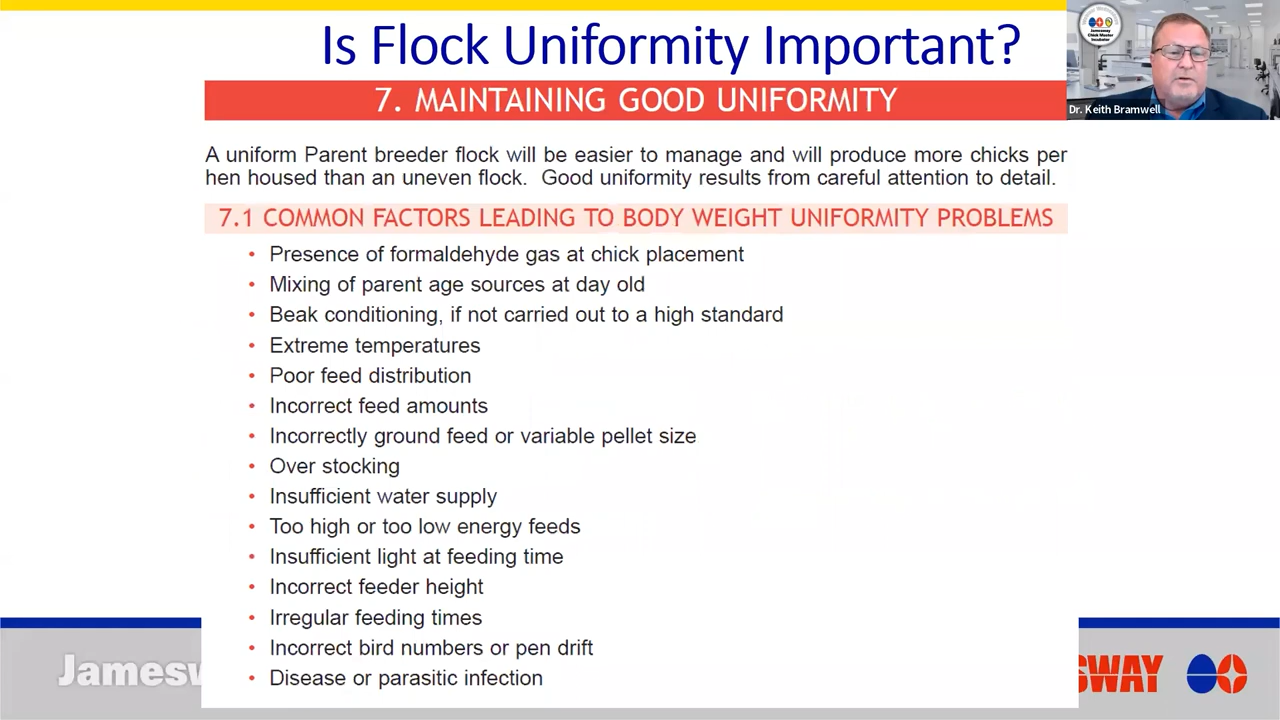 Is Flock Uniformity Important?
7. MAINTAINING GOOD UNIFORMITY
Dr. Keith Bramwell
A uniform Parent breeder flock will be easier to manage and will produce more chicks per
hen housed than an uneven flock. Good uniformity results from careful attention to detail.
7.1 COMMON FACTORS LEADING TO BODY WEIGHT UNIFORMITY PROBLEMS
• Presence of formaldehyde gas at chick placement
• Mixing of parent age sources at day old
• Beak conditioning, if not carried out to a high standard
• Extreme temperatures
• Poor feed distribution
• Incorrect feed amounts
• Incorrectly ground feed or variable pellet size
• Over stocking
• Insufficient water supply
• Too high or too low energy feeds
• Insufficient light at feeding time
• Incorrect feeder height
• Irregular feeding times
• Incorrect bird numbers or pen drift
• Disease or parasitic infection
Jamesw
SWAY